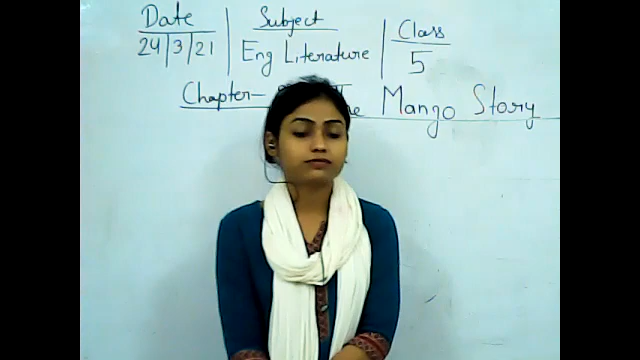 Date Subject Class
24/3/21 Eng Literature 5
Chapter- Mango Story